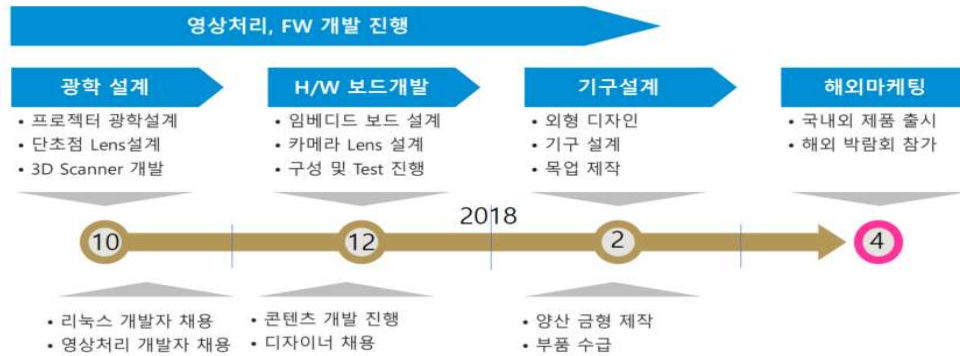 영상처리, FW 개발 진행
광학 설계
• 프로젝터 광학설계
• 단초점 Lens설계
• 3D Scanner 개발
H/W 보드개발
• 임베디드 보드 설계
• 카메라 Lens 설계
• 구성 및 Test 진행
기구설계
• 외형 디자인
• 기구 설계
• 목업 제작
해외마케팅
• 국내외 제품 출시
• 해외 박람회 참가
2018
10
12
2
4
• 리눅스 개발자 채용
• 영상처리 개발자 채용
• 콘텐츠 개발 진행
• 디자이너 채용
• 양산 금형 제작
• 부품 수급